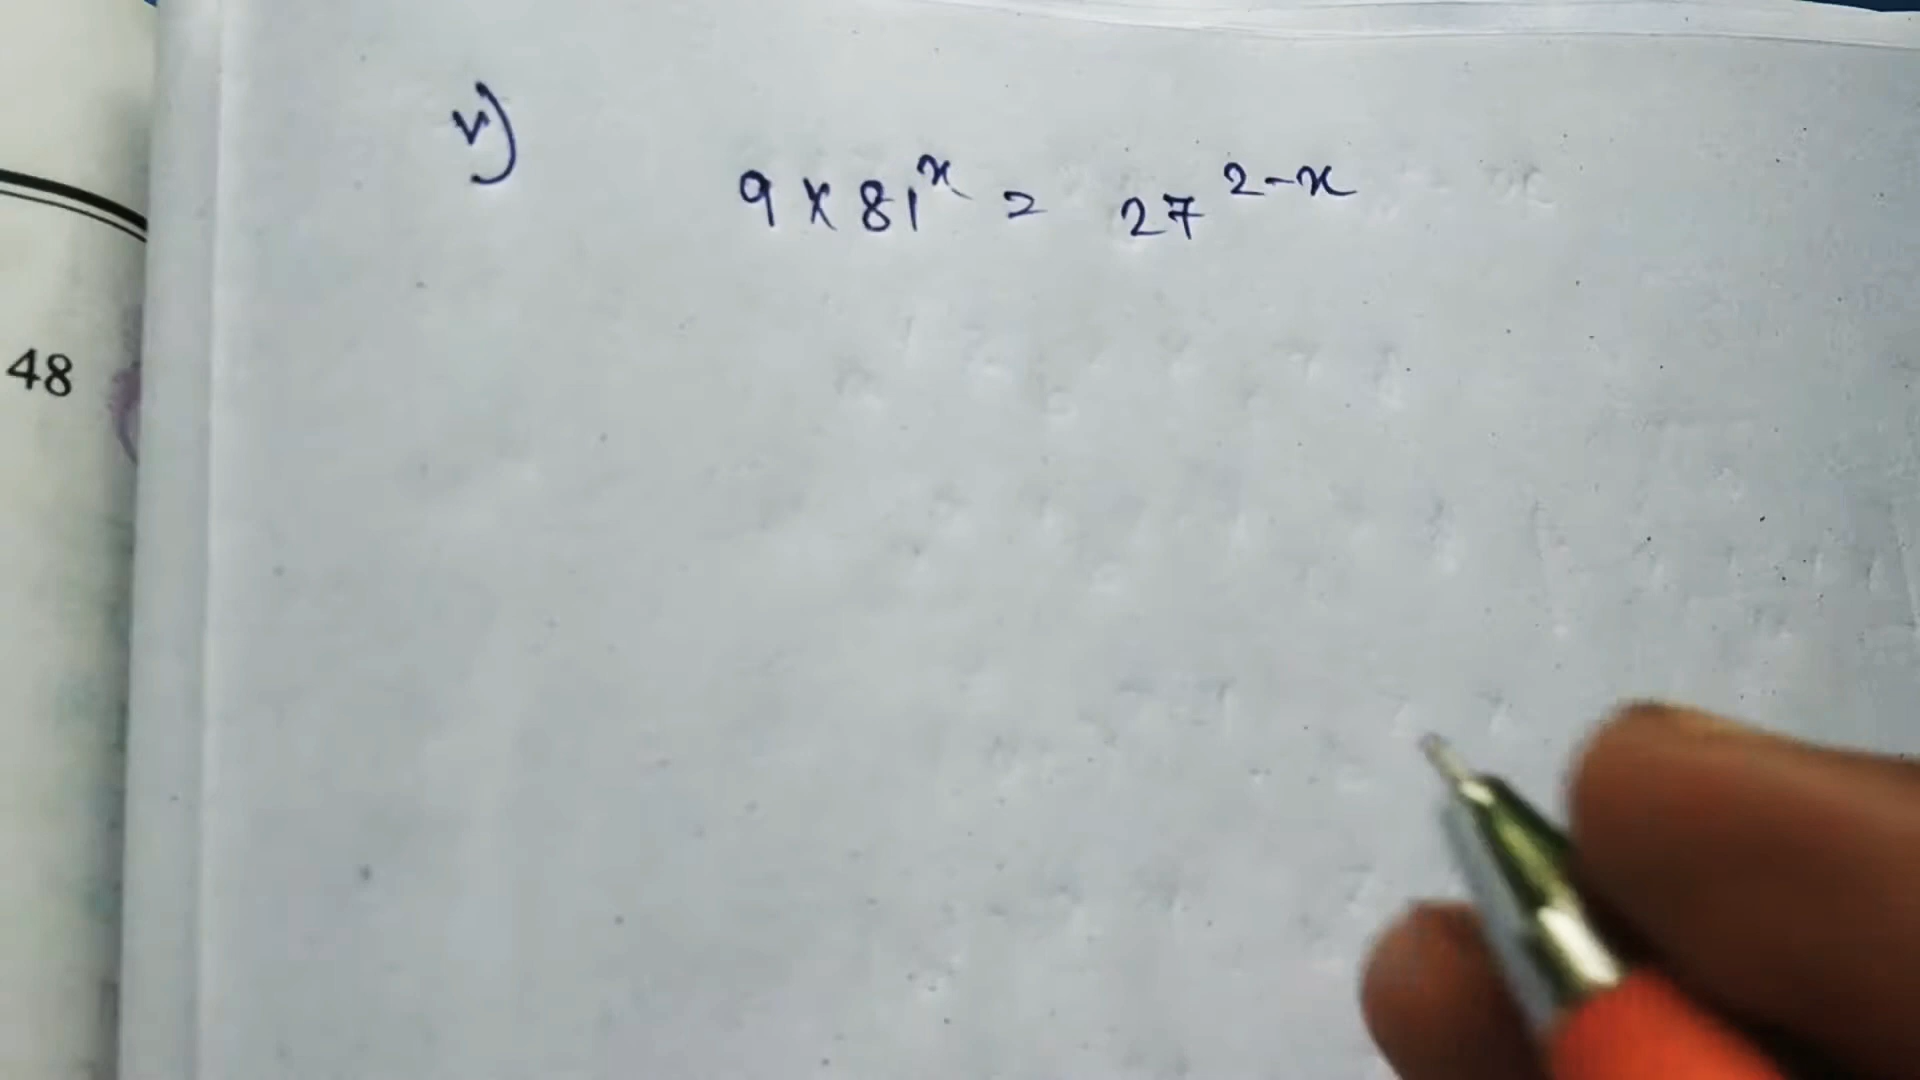 v)
9 x 81^x = 27^2-x
48